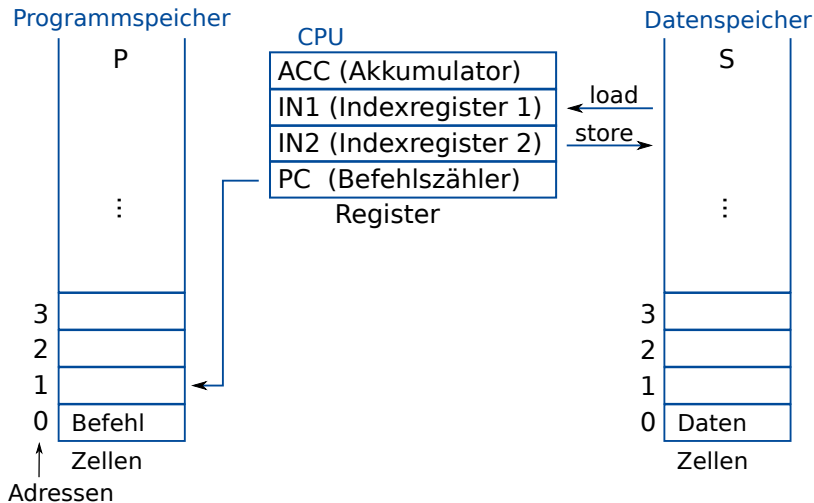 Programmspeicher
P
⋮
3
2
1
0 Befehl
Zellen
Adressen
CPU
ACC (Akkumulator)
IN1 (Indexregister 1)
IN2 (Indexregister 2)
PC (Befehlszähler)
Register
load
store
Datenspeicher
S
⋮
3
2
1
0 Daten
Zellen